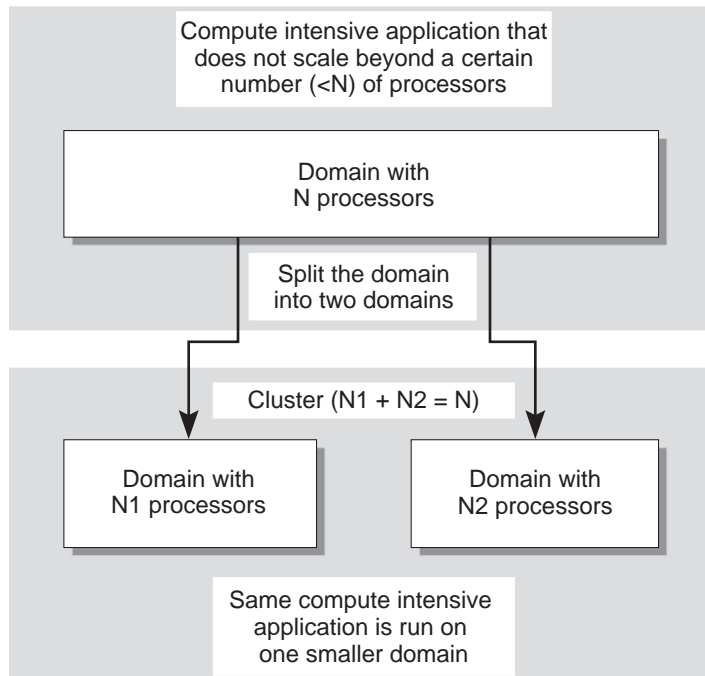 Compute intensive application that
does not scale beyond a certain
number (<N) of processors
Domain with
N processors
Split the domain
into two domains
Cluster (N1 + N2 = N)
Domain with
N1 processors
Domain with
N2 processors
Same compute intensive
application is run on
one smaller domain